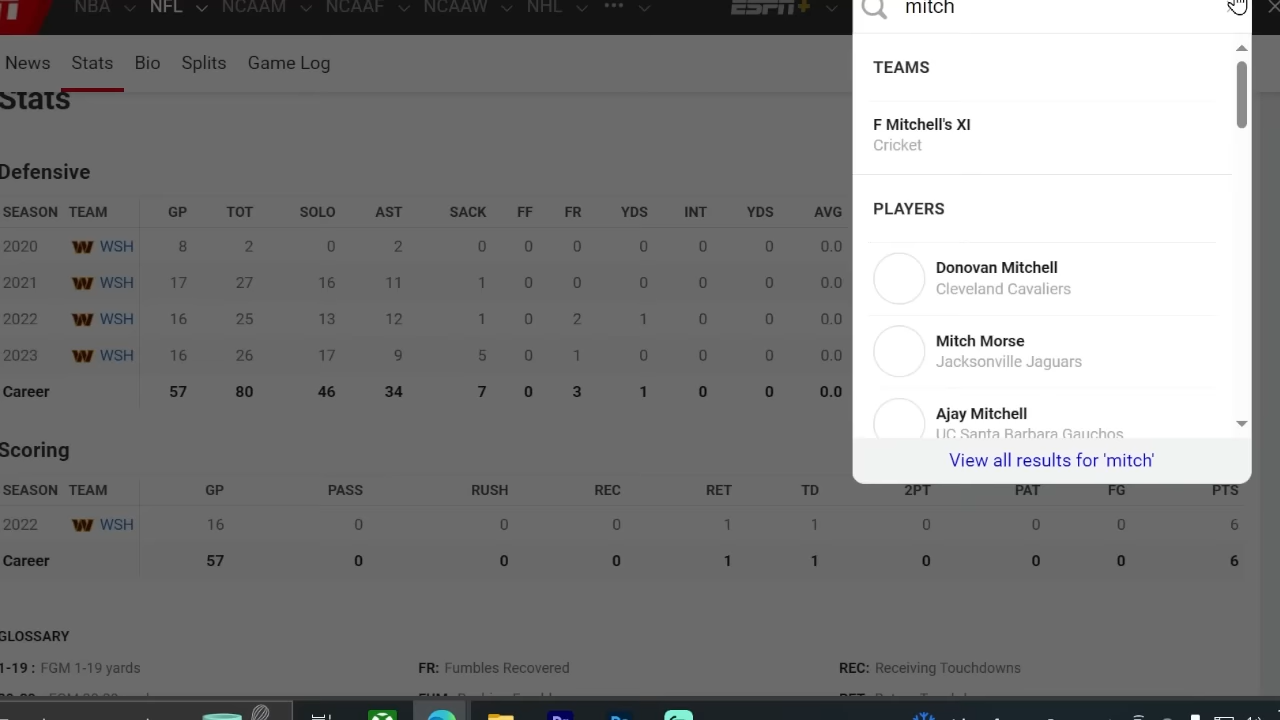 NBA NFL NCAAM NCAAF NCAAW NHL ••• ESPN+
mitch
News Stats Bio Splits Game Log
TEAMS
Stats
F Mitchell's XI
Cricket
Defensive
PLAYERS
SEASON TEAM GP TOT SOLO AST SACK FF FR YDS INT YDS AVG
2020 WSH 8 2 0 2 0 0 0 0 0 0 0.0
Donovan Mitchell
Cleveland Cavaliers
2021 WSH 17 27 16 11 1 0 0 0 0 0 0.0
2022 WSH 16 25 13 12 1 0 2 1 0 0 0.0
Mitch Morse
Jacksonville Jaguars
2023 WSH 16 26 17 9 5 0 1 0 0 0 0.0
Career 57 80 46 34 7 0 3 1 0 0 0.0
Ajay Mitchell
UC Santa Barbara Gauchos
View all results for 'mitch'
Scoring
SEASON TEAM GP PASS RUSH REC RET TD 2PT PAT FG PTS
2022 WSH 16 0 0 0 1 1 0 0 0 6
Career 57 0 0 0 1 1 0 0 0 6
GLOSSARY
1-19 : FGM 1-19 yards FR: Fumbles Recovered REC: Receiving Touchdowns